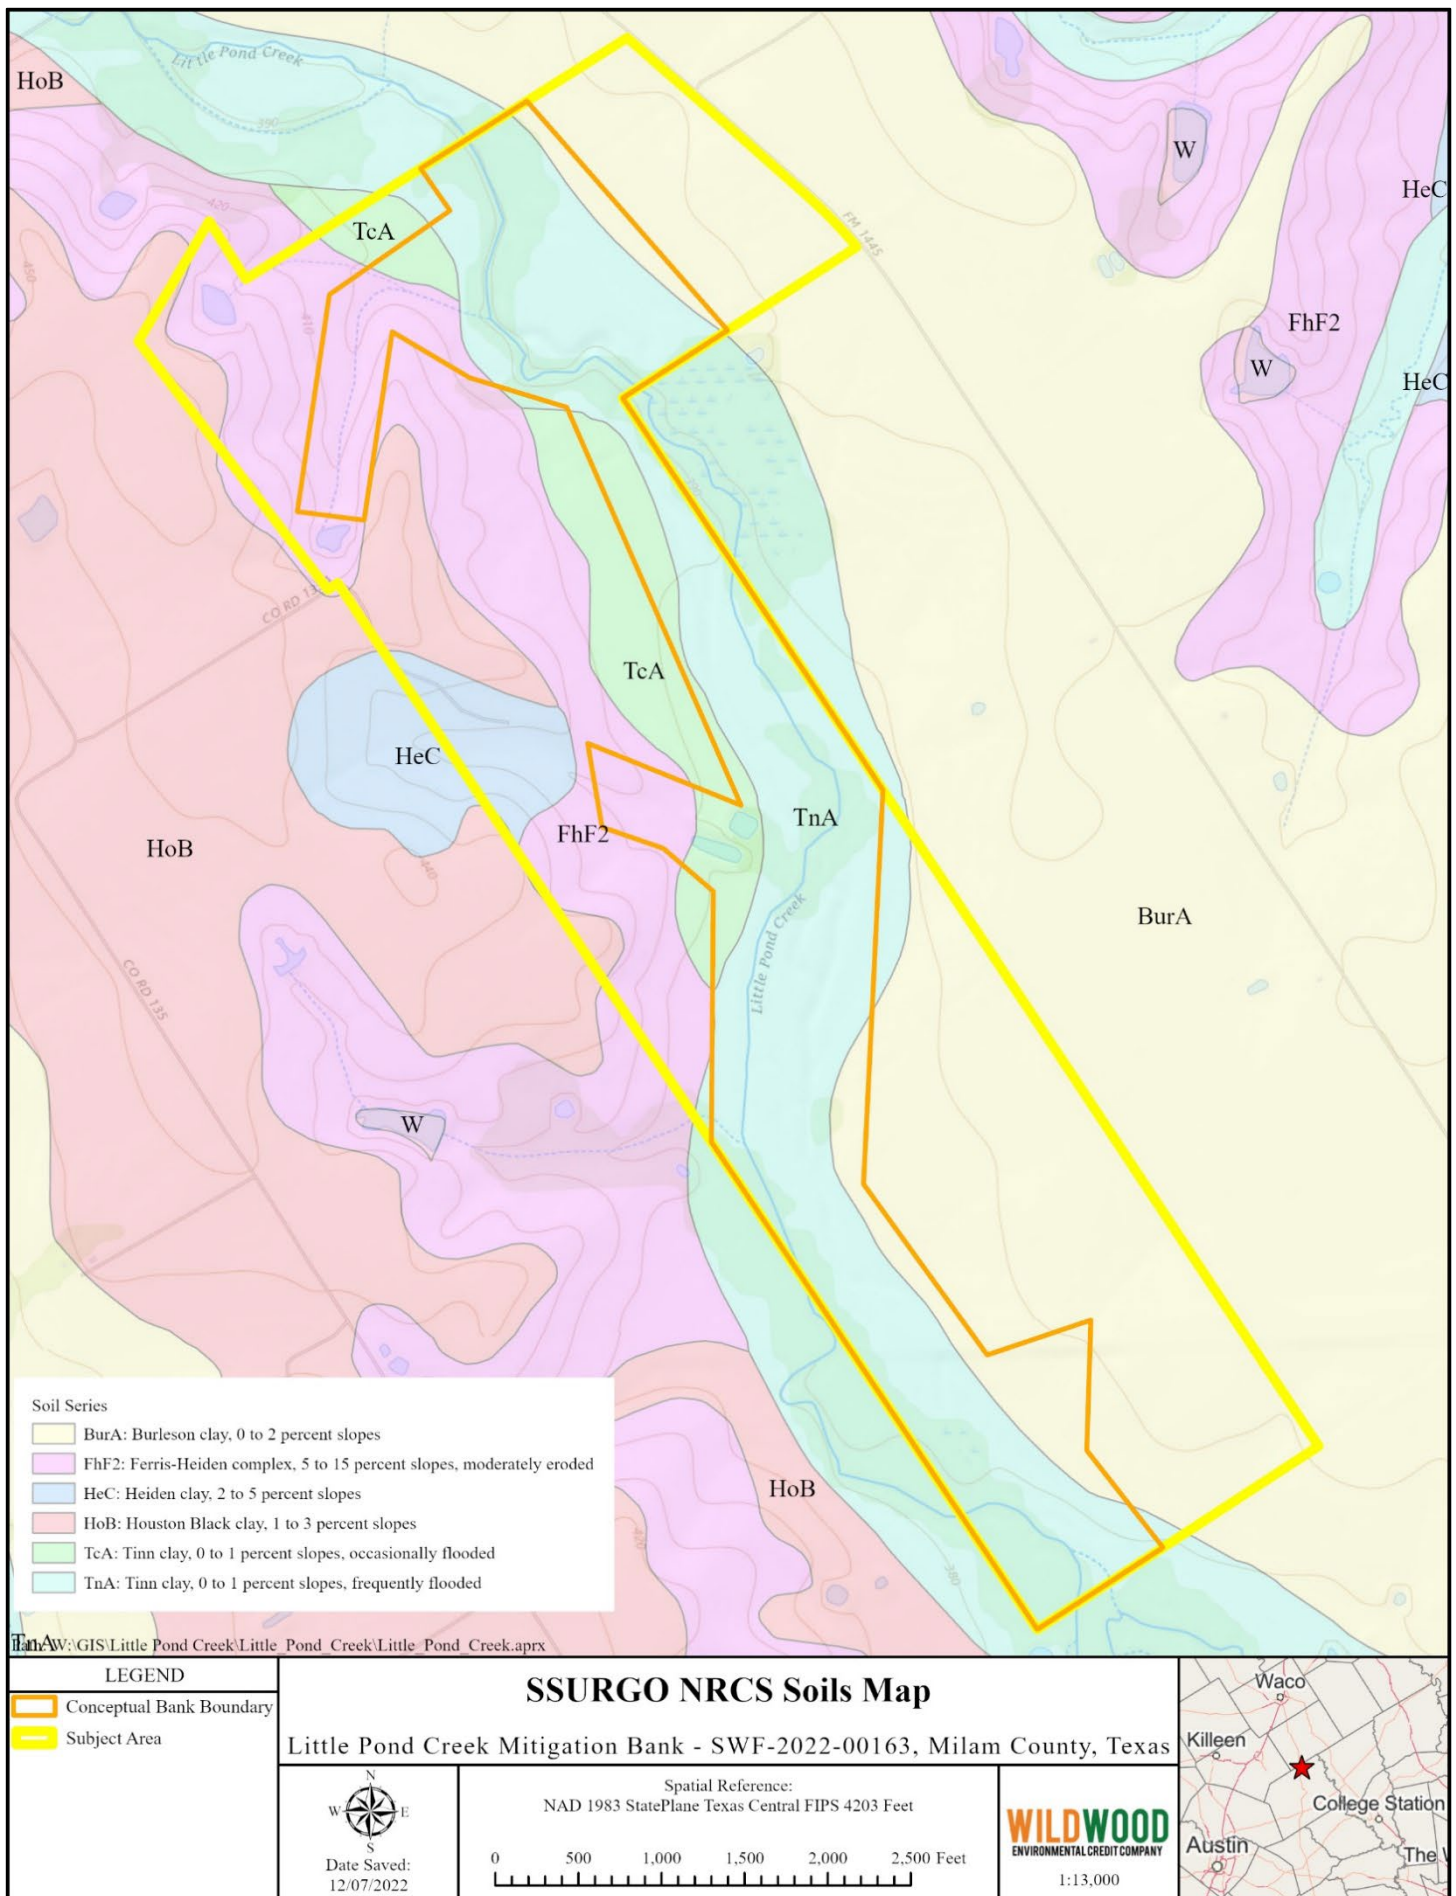 Little Pond Creek
HoB
390
W
HeC
420
TcA
FM 1445
450
410
FhF2
W
HeC
390
CO RD 13
TcA
HeC
TnA
FhF2
HoB
440
Little Pond Creek
BurA
CO RD 135
W
HoB
420
380
Soil Series
BurA: Burleson clay, 0 to 2 percent slopes
FhF2: Ferris-Heiden complex, 5 to 15 percent slopes, moderately eroded
HeC: Heiden clay, 2 to 5 percent slopes
HoB: Houston Black clay, 1 to 3 percent slopes
TcA: Tinn clay, 0 to 1 percent slopes, occasionally flooded
TnA: Tinn clay, 0 to 1 percent slopes, frequently flooded
TnA
W:\GIS\Little Pond Creek\Little_Pond_Creek\Little_Pond_Creek.aprx
LEGEND
Conceptual Bank Boundary
Subject Area
SSURGO NRCS Soils Map
Little Pond Creek Mitigation Bank - SWF-2022-00163, Milam County, Texas
N
W E
S
Date Saved:
12/07/2022
Spatial Reference:
NAD 1983 StatePlane Texas Central FIPS 4203 Feet
0 500 1,000 1,500 2,000 2,500 Feet
WILDWOOD
ENVIRONMENTAL CREDIT COMPANY
1:13,000
Waco
Killeen
College Station
Austin
The